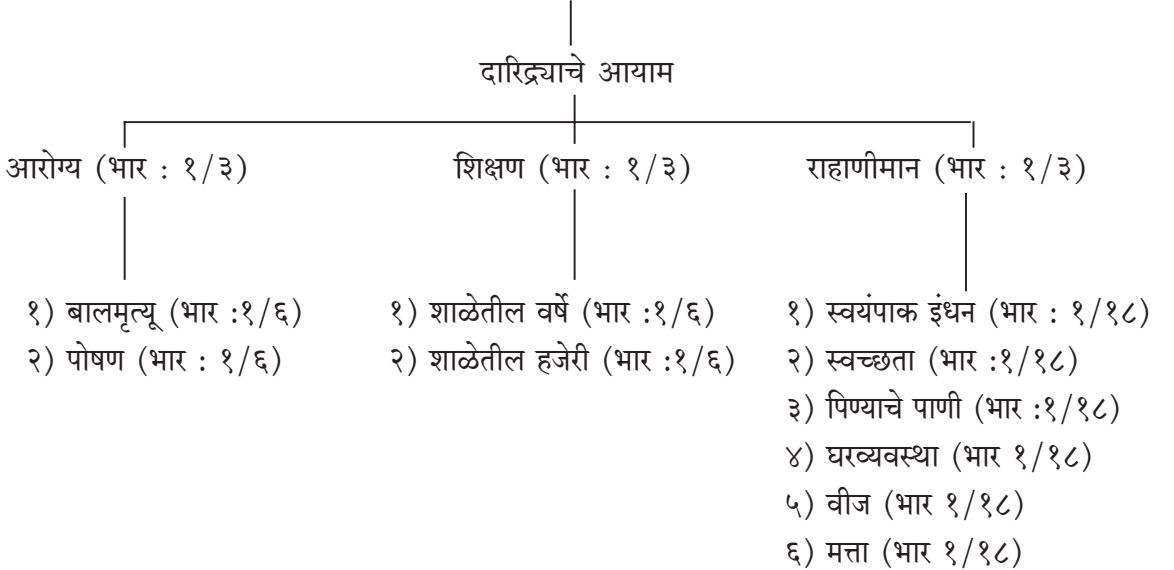 दारिद्र्याचे आयाम
आरोग्य (भार : १/३)
शिक्षण (भार : १/३)
राहाणीमान (भार : १/३)
१) बालमृत्यू (भार :१/६)
२) पोषण (भार : १/६)
१) शाळेतील वर्षे (भार :१/६)
२) शाळेतील हजेरी (भार :१/६)
१) स्वयंपाक इंधन (भार : १/१८)
२) स्वच्छता (भार :१/१८)
३) पिण्याचे पाणी (भार :१/१८)
४) घरव्यवस्था (भार १/१८)
५) वीज (भार १/१८)
६) मत्ता (भार १/१८)